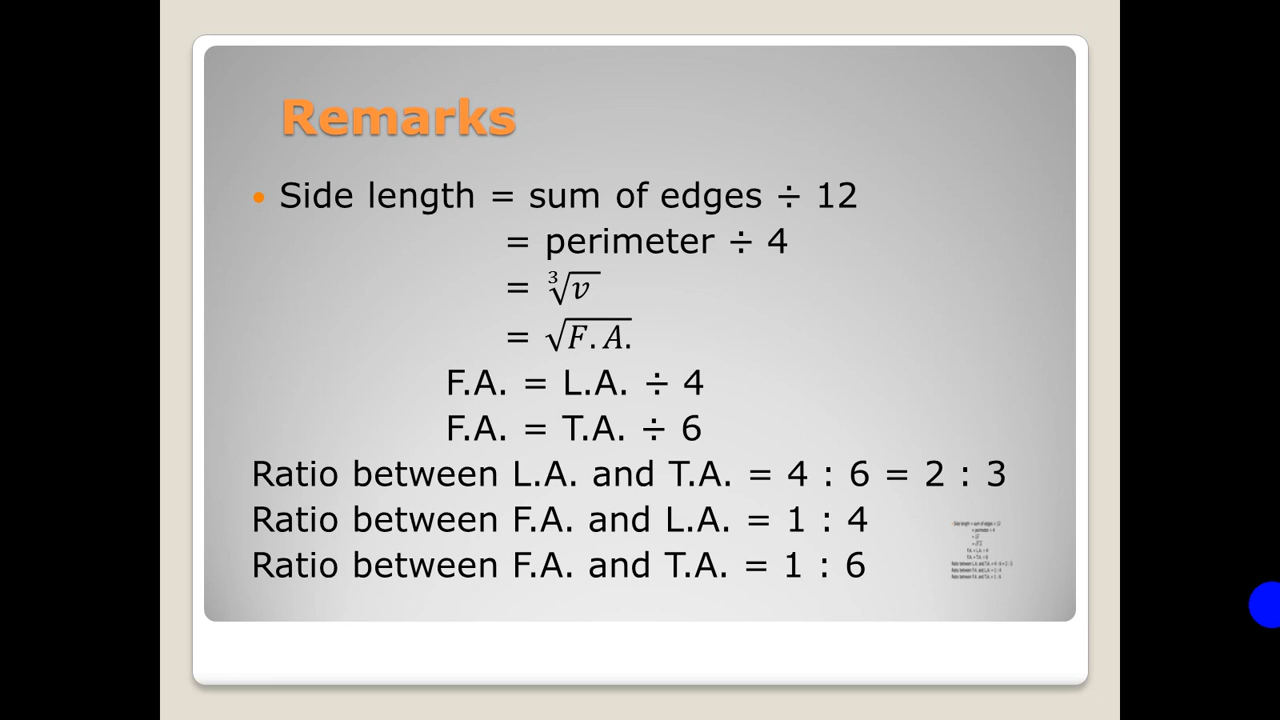 Remarks
• Side length = sum of edges ÷ 12
= perimeter ÷ 4
= ∛v
= √F.A.
F.A. = L.A. ÷ 4
F.A. = T.A. ÷ 6
Ratio between L.A. and T.A. = 4 : 6 = 2 : 3
Ratio between F.A. and L.A. = 1 : 4
Ratio between F.A. and T.A. = 1 : 6